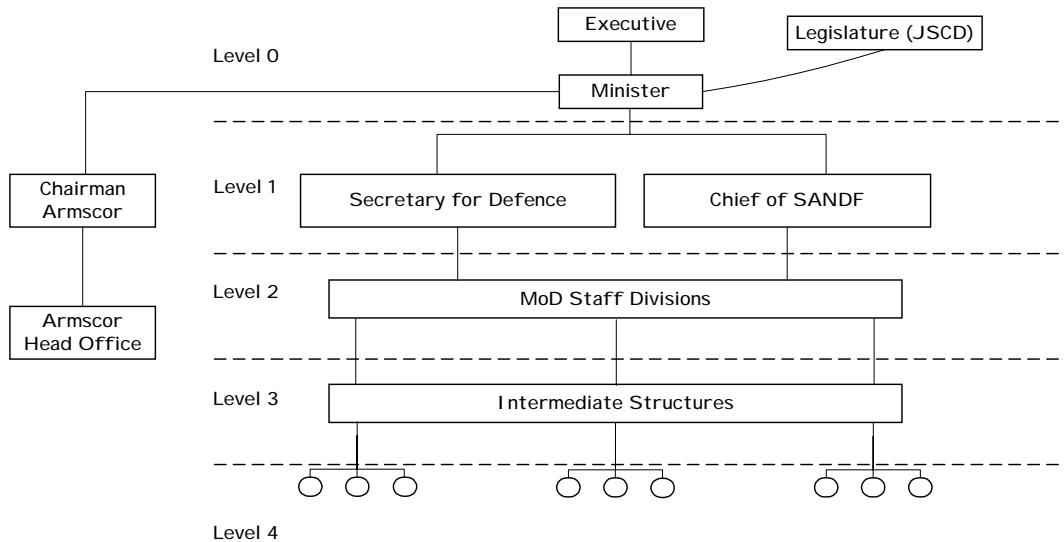 Executive
Legislature (JSCD)
Level 0
Minister
Chairman
Armscor
Level 1
Secretary for Defence
Chief of SANDF
Level 2
MoD Staff Divisions
Armscor
Head Office
Level 3
Intermediate Structures
Level 4